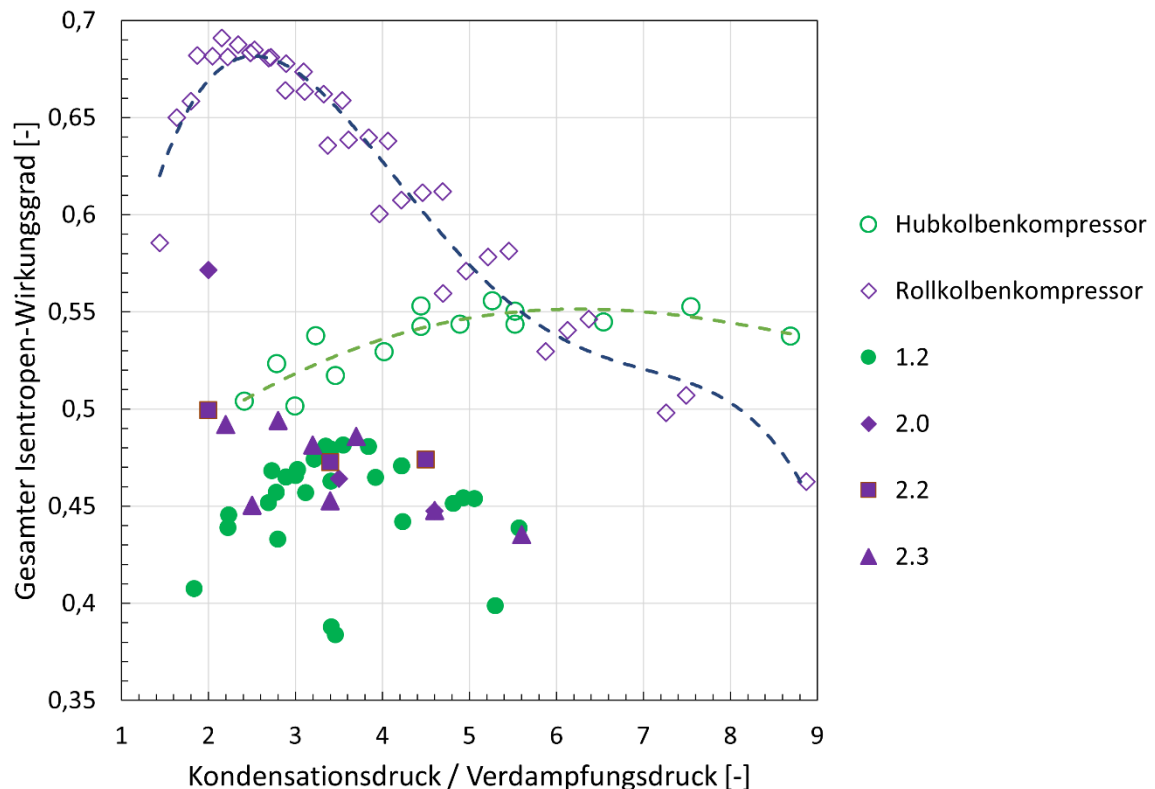 Gesamter Isentropen-Wirkungsgrad [-]
0,7
0,65
0,6
0,55
0,5
0,45
0,4
0,35
1 2 3 4 5 6 7 8 9
Kondensationsdruck / Verdampfungsdruck [-]
Hubkolbenkompressor
Rollkolbenkompressor
1.2
2.0
2.2
2.3